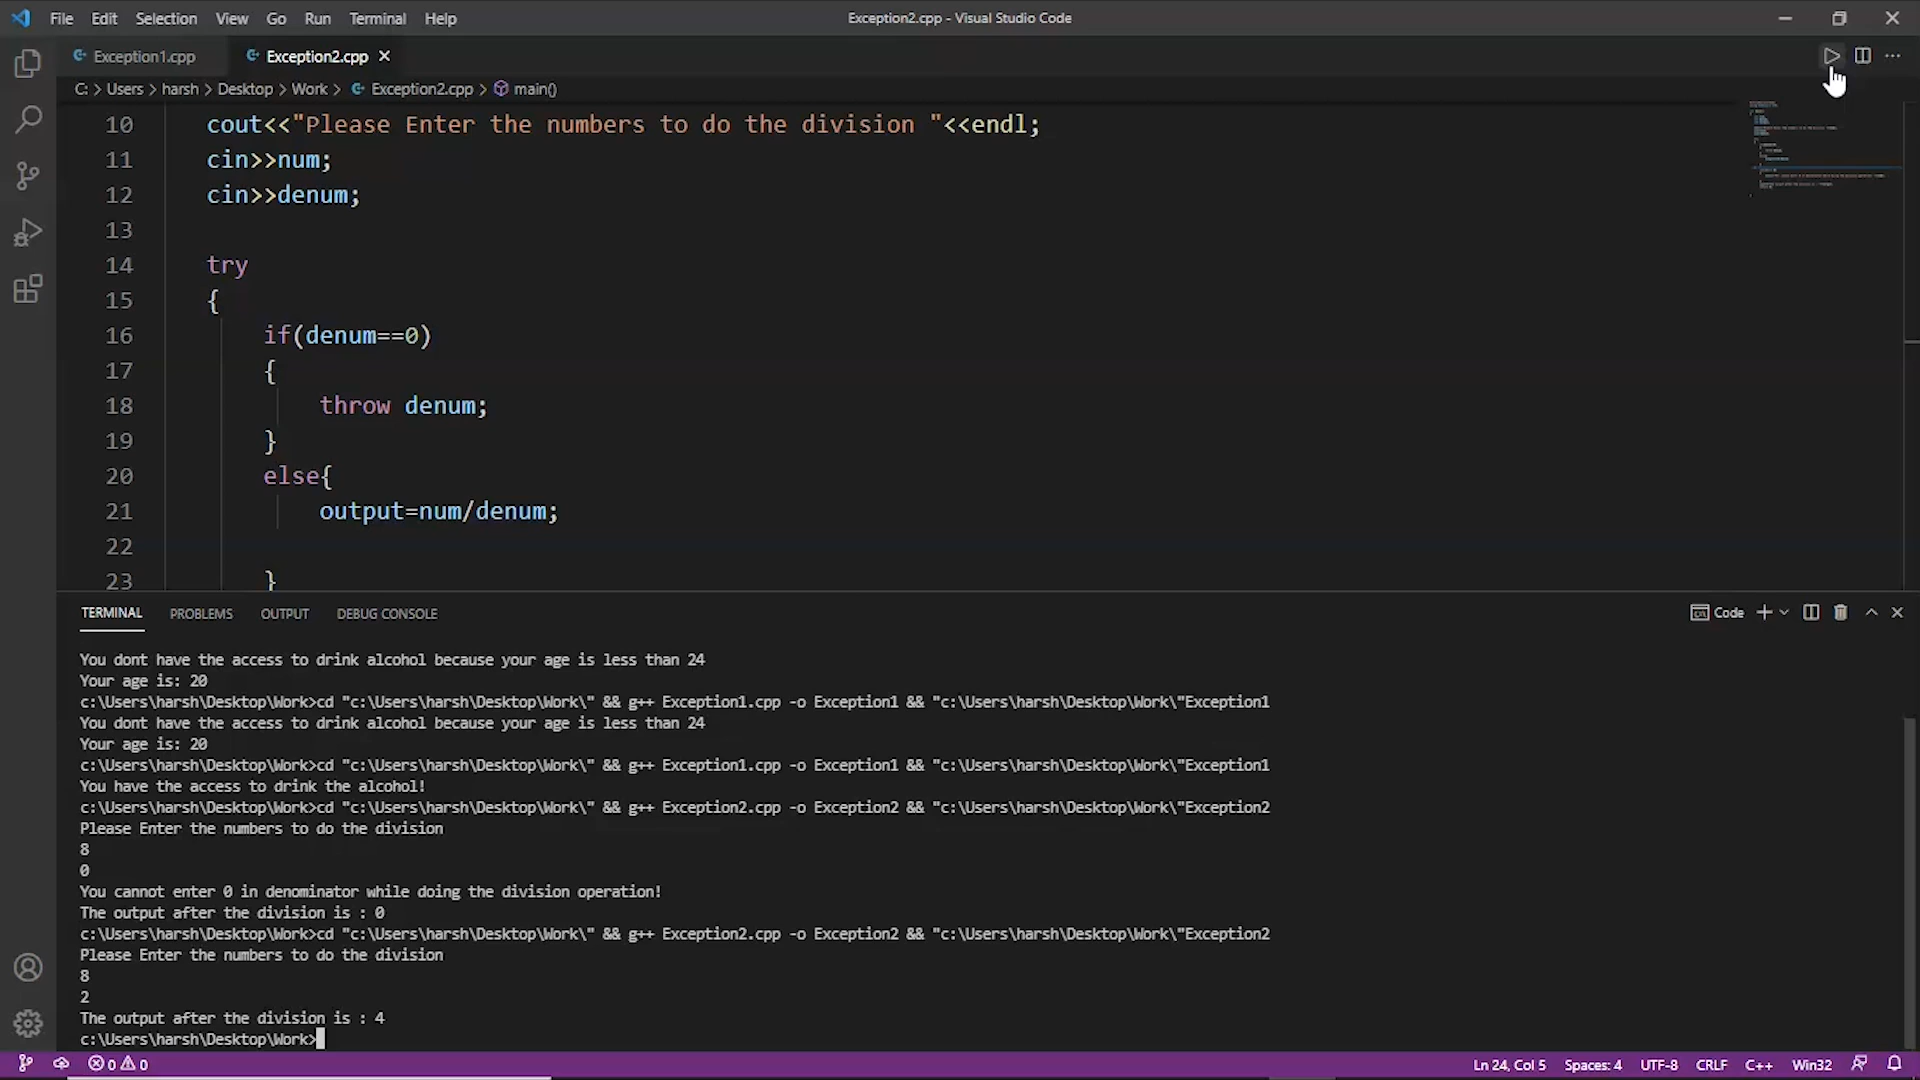 File Edit Selection View Go Run Terminal Help
Exception2.cpp - Visual Studio Code
Exception1.cpp Exception2.cpp
C: > Users > harsh > Desktop > Work > Exception2.cpp > main()
10 cout<<"Please Enter the numbers to do the division "<<endl;
11 cin>>num;
12 cin>>denum;
13
14 try
15 {
16 if(denum==0)
17 {
18 throw denum;
19 }
20 else{
21 output=num/denum;
22
23 }
TERMINAL PROBLEMS OUTPUT DEBUG CONSOLE
Code
You dont have the access to drink alcohol because your age is less than 24
Your age is: 20
c:\Users\harsh\Desktop\Work>cd "c:\Users\harsh\Desktop\Work\" && g++ Exception1.cpp -o Exception1 && "c:\Users\harsh\Desktop\Work\"Exception1
You dont have the access to drink alcohol because your age is less than 24
Your age is: 20
c:\Users\harsh\Desktop\Work>cd "c:\Users\harsh\Desktop\Work\" && g++ Exception1.cpp -o Exception1 && "c:\Users\harsh\Desktop\Work\"Exception1
You have the access to drink the alcohol!
c:\Users\harsh\Desktop\Work>cd "c:\Users\harsh\Desktop\Work\" && g++ Exception2.cpp -o Exception2 && "c:\Users\harsh\Desktop\Work\"Exception2
Please Enter the numbers to do the division
8
0
You cannot enter 0 in denominator while doing the division operation!
The output after the division is : 0
c:\Users\harsh\Desktop\Work>cd "c:\Users\harsh\Desktop\Work\" && g++ Exception2.cpp -o Exception2 && "c:\Users\harsh\Desktop\Work\"Exception2
Please Enter the numbers to do the division
8
2
The output after the division is : 4
c:\Users\harsh\Desktop\Work>
0 0
Ln 24, Col 5 Spaces: 4 UTF-8 CRLF C++ Win32